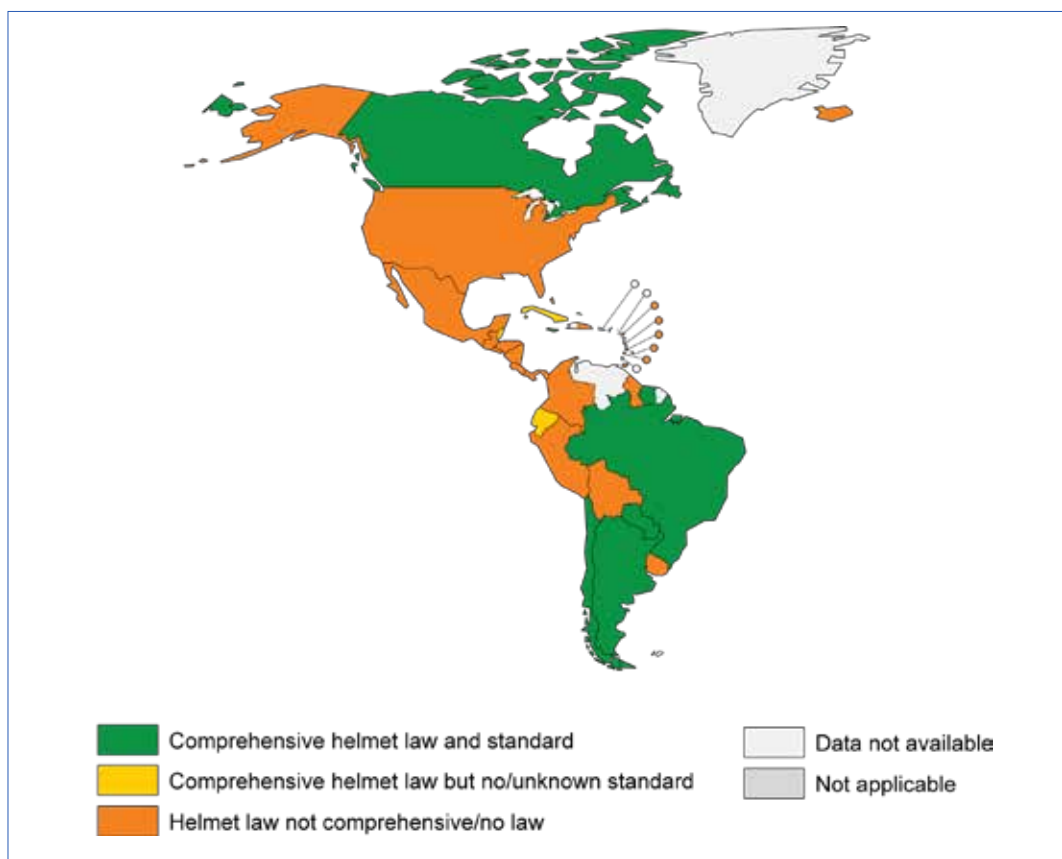 Comprehensive helmet law and standard
Comprehensive helmet law but no/unknown standard
Helmet law not comprehensive/no law
Data not available
Not applicable